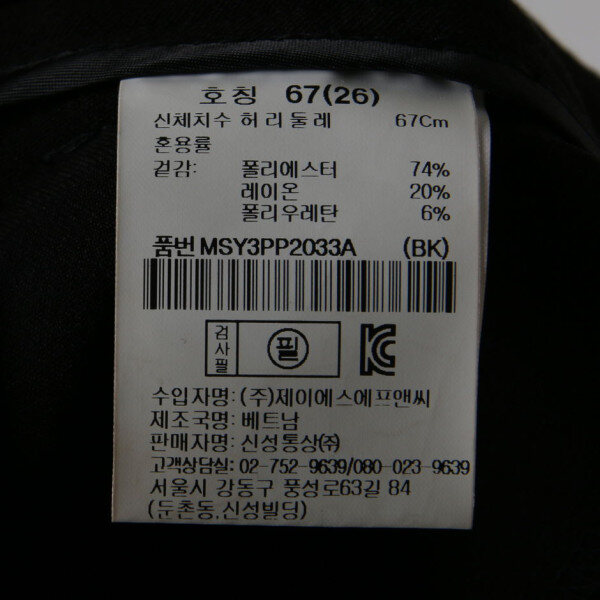 호칭 67(26)
신체치수 허리둘레 67Cm
혼용률
겉감: 폴리에스터 74%
레이온 20%
폴리우레탄 6%
품번 MSY3PP2033A (BK)
검사필 필 KC
수입자명: (주)제이에스에프앤씨
제조국명: 베트남
판매자명: 신성통상㈜
고객상담실: 02-752-9639/080-023-9639
서울시 강동구 풍성로63길 84
(둔촌동,신성빌딩)